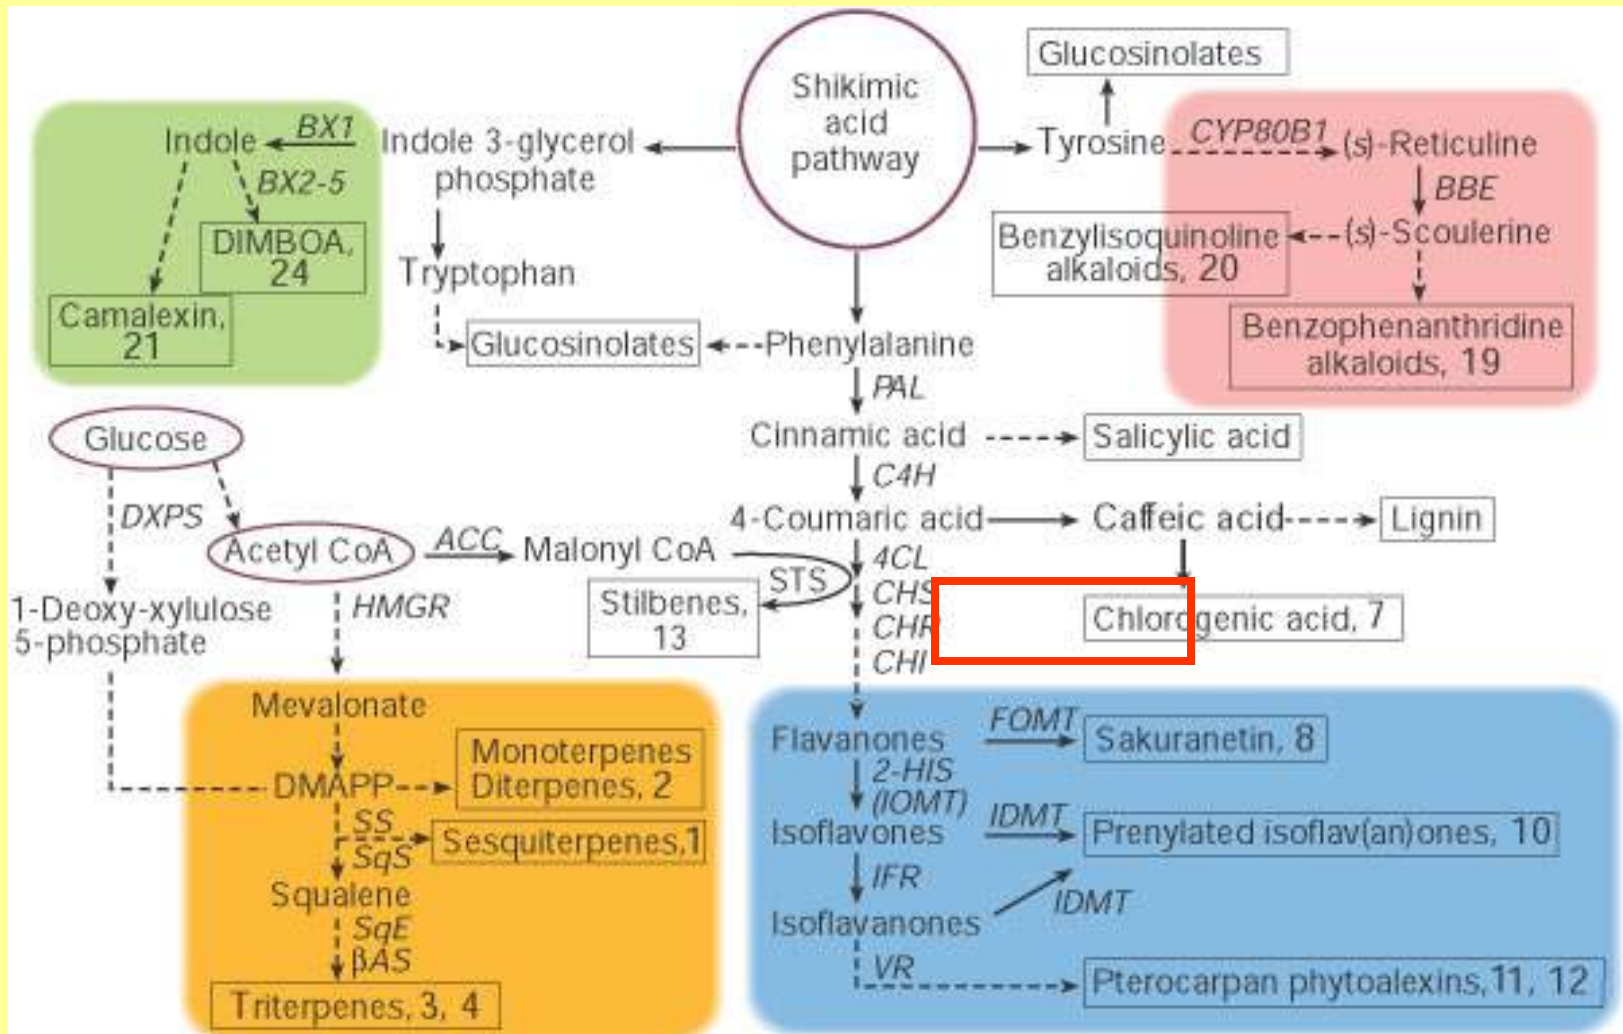 Shikimic
acid
pathway
Glucosinolates
Indole
BX1
Indole 3-glycerol
phosphate
Tyrosine
CYP80B1
(s)-Reticuline
BX2-5
BBE
DIMBOA,
24
Tryptophan
Benzylisoquinoline
alkaloids, 20
(s)-Scoulerine
Camalexin,
21
Glucosinolates
Phenylalanine
Benzophenanthridine
alkaloids, 19
PAL
Glucose
Cinnamic acid
Salicylic acid
C4H
DXPS
4-Coumaric acid
Caffeic acid
Lignin
Acetyl CoA
ACC
Malonyl CoA
4CL
STS
CHS
CHR
CHI
Stilbenes,
13
Chlorogenic acid, 7
1-Deoxy-xylulose
5-phosphate
HMGR
Mevalonate
DMAPP
Monoterpenes
Diterpenes, 2
SS
SqS
Sesquiterpenes,1
Squalene
SqE
βAS
Triterpenes, 3, 4
Flavanones
FOMT
Sakuranetin, 8
2-HIS
(IOMT)
Isoflavones
IDMT
Prenylated isoflav(an)ones, 10
IFR
IDMT
Isoflavanones
VR
Pterocarpan phytoalexins,11, 12